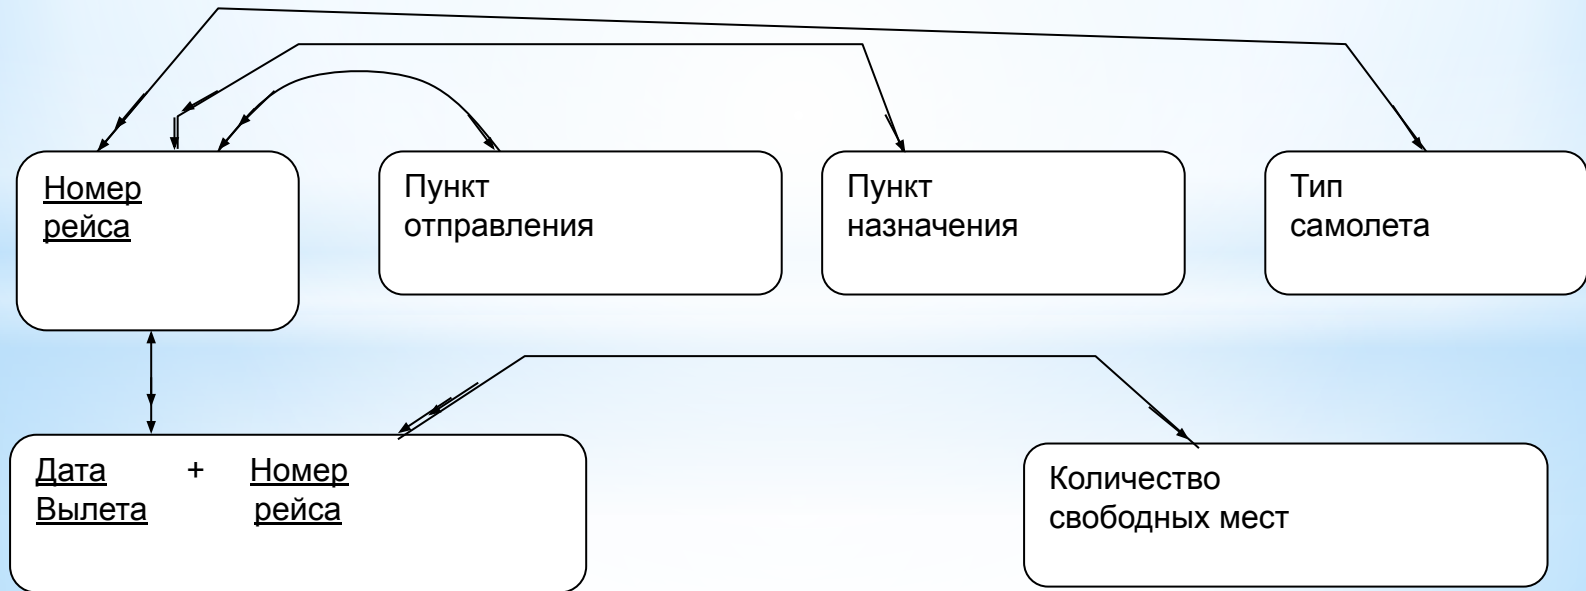 Номер
рейса
Пункт
отправления
Пункт
назначения
Тип
самолета
Дата + Номер
Вылета рейса
Количество
свободных мест